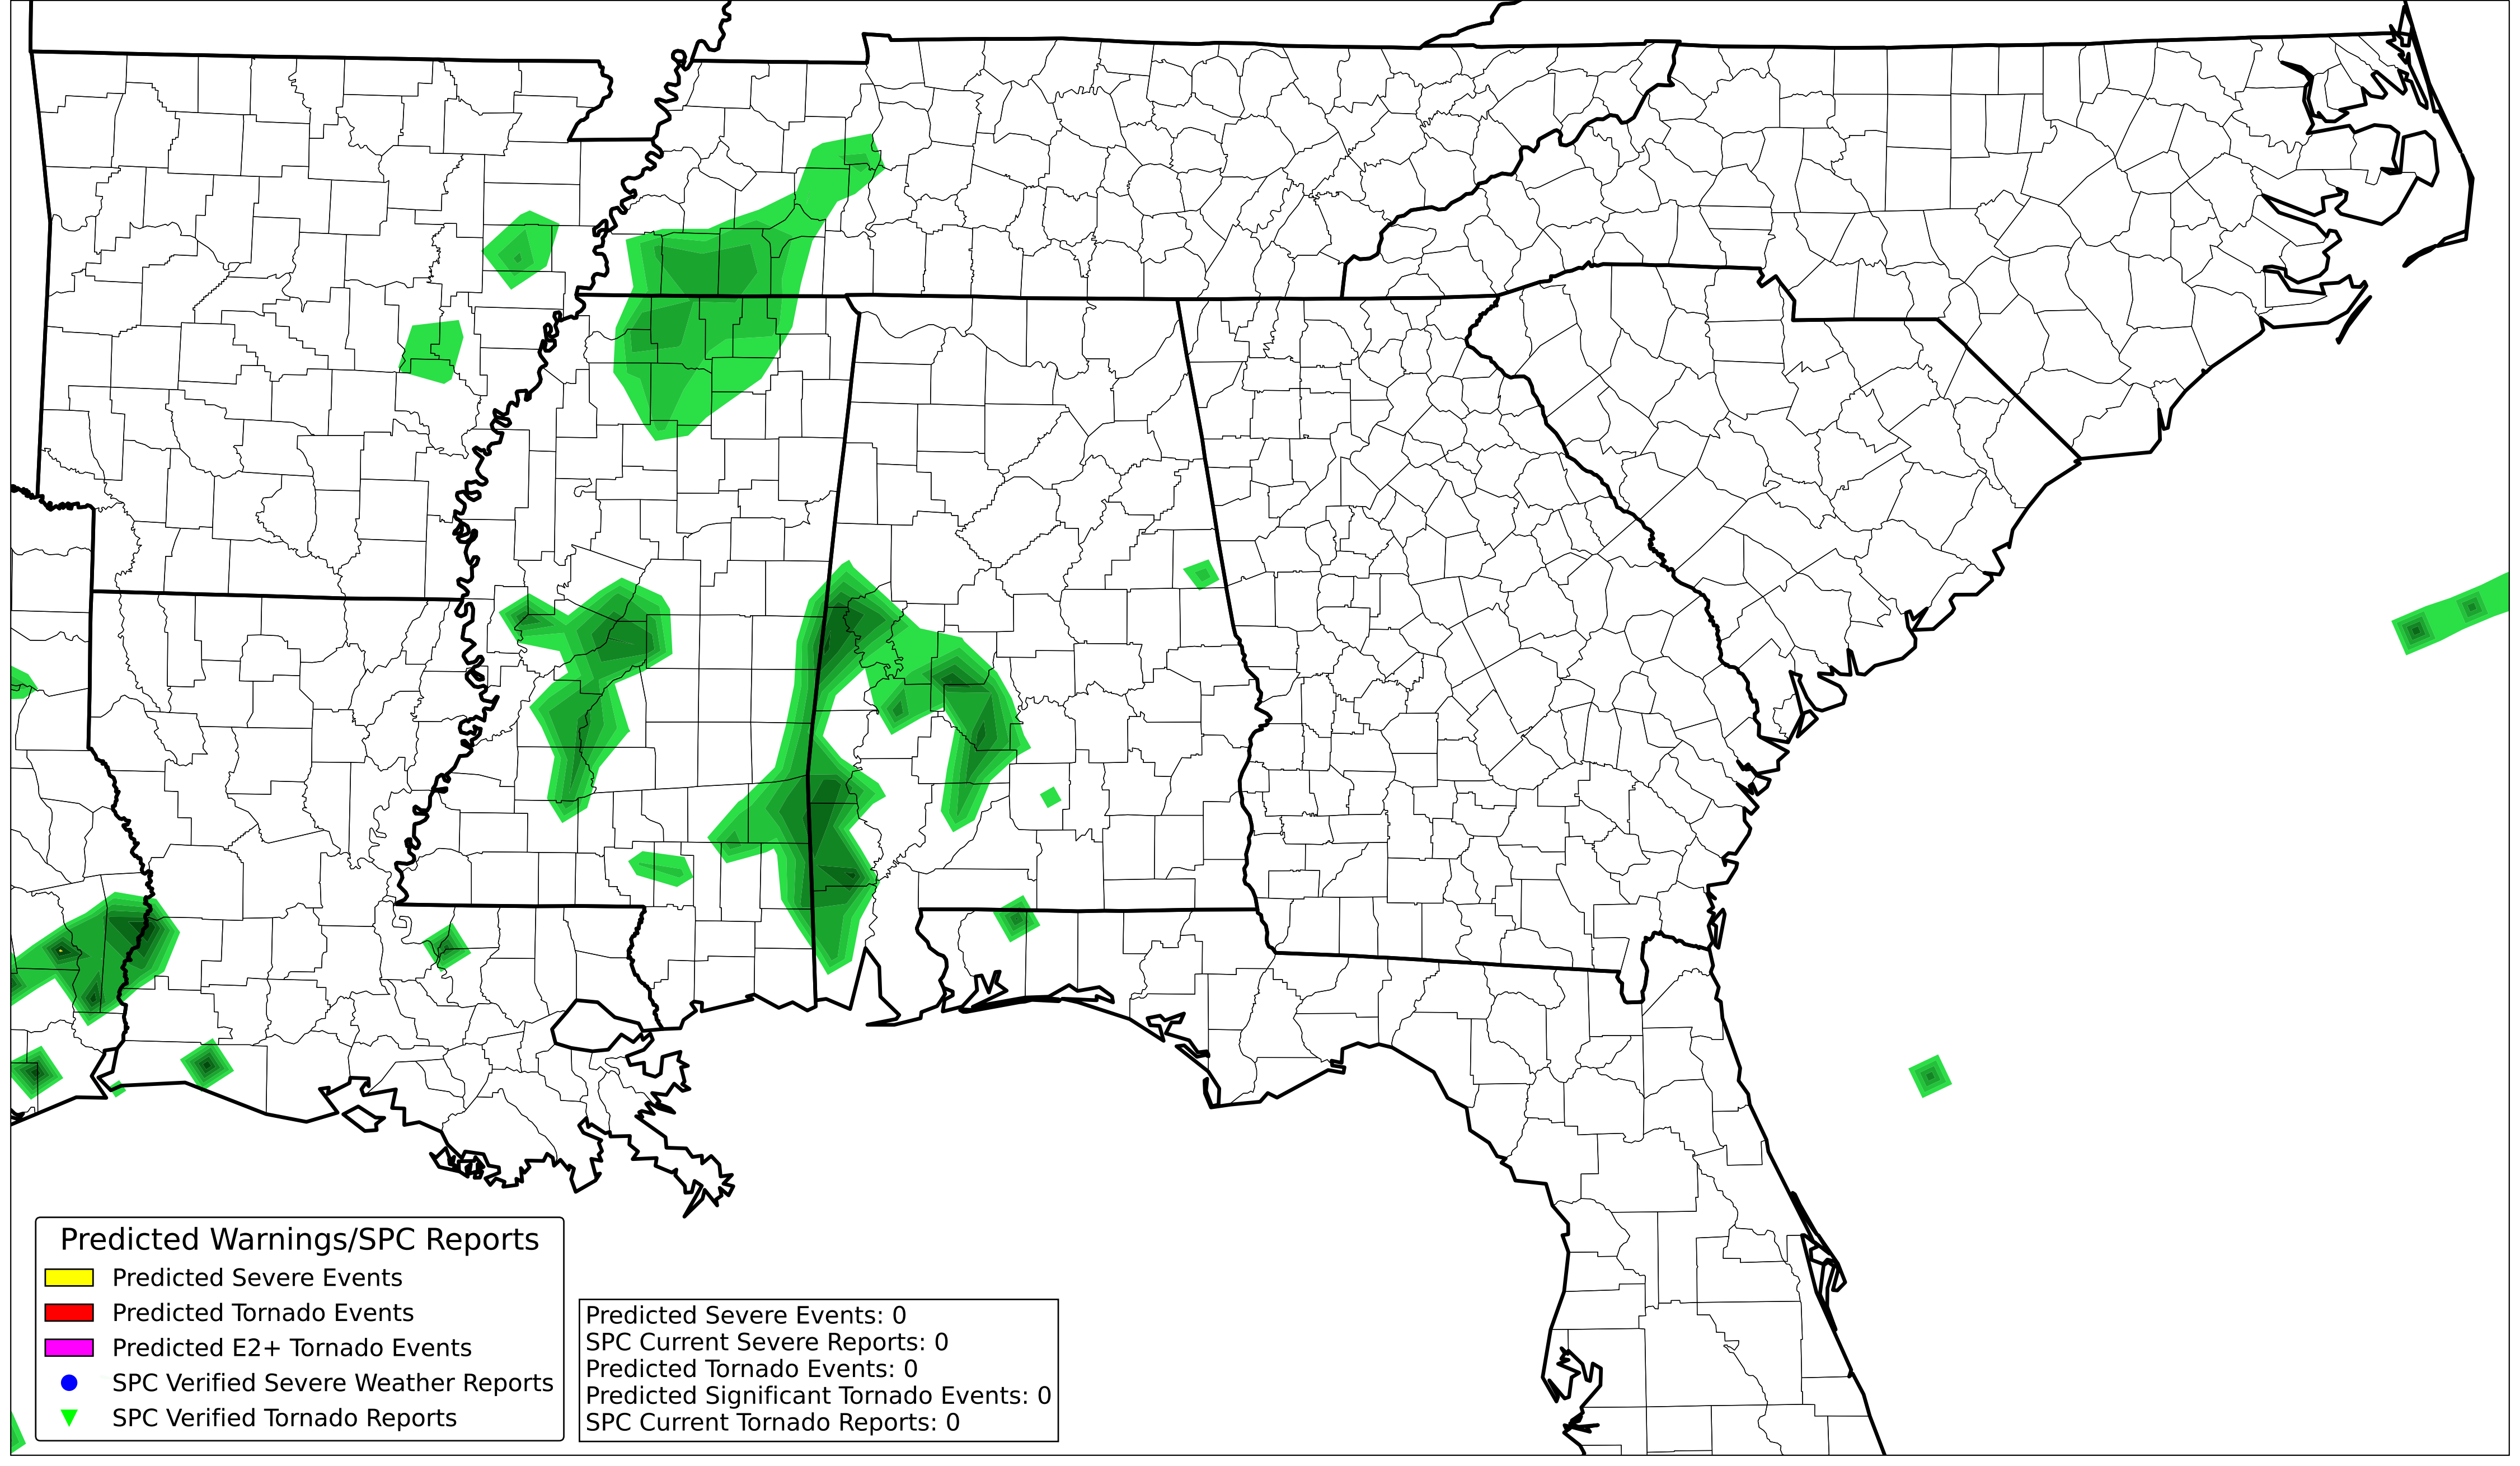 Predicted Warnings/SPC Reports
Predicted Severe Events
Predicted Tornado Events
Predicted E2+ Tornado Events
SPC Verified Severe Weather Reports
SPC Verified Tornado Reports
Predicted Severe Events: 0
SPC Current Severe Reports: 0
Predicted Tornado Events: 0
Predicted Significant Tornado Events: 0
SPC Current Tornado Reports: 0